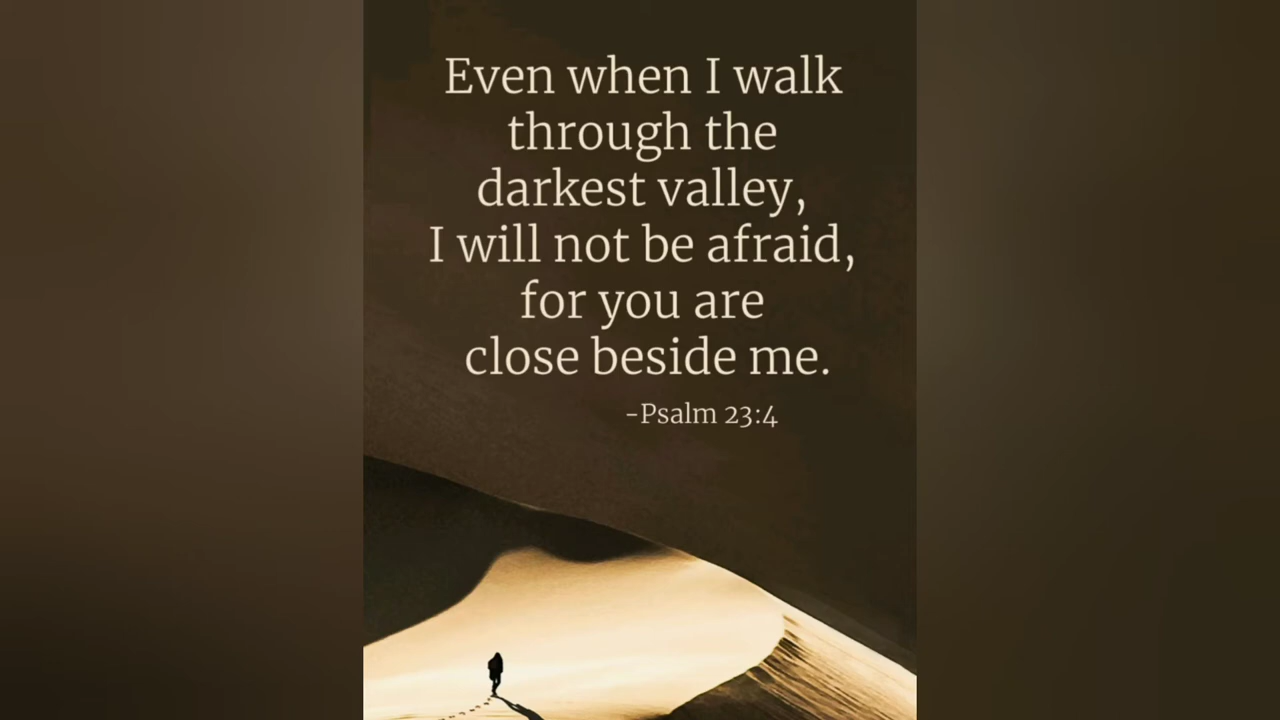 Even when I walk
through the
darkest valley,
I will not be afraid,
for you are
close beside me.
-Psalm 23:4